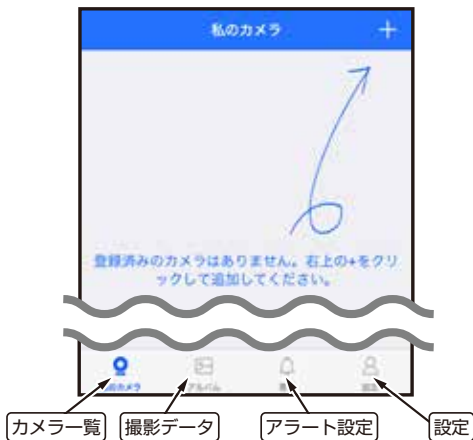 私のカメラ
+
登録済みのカメラはありません。右上の+をクリ
ックして追加してください。
カメラ一覧 撮影データ アラート設定 設定